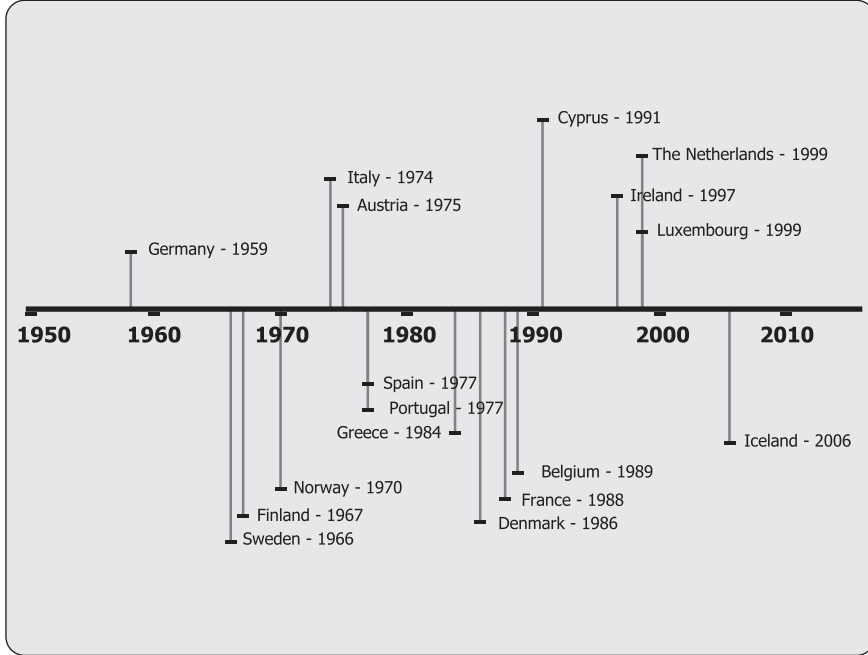 Cyprus - 1991
The Netherlands - 1999
Italy - 1974
Ireland - 1997
Austria - 1975
Luxembourg - 1999
Germany - 1959
1950 1960 1970 1980 1990 2000 2010
Spain - 1977
Portugal - 1977
Greece - 1984
Iceland - 2006
Belgium - 1989
Norway - 1970
France - 1988
Finland - 1967
Denmark - 1986
Sweden - 1966